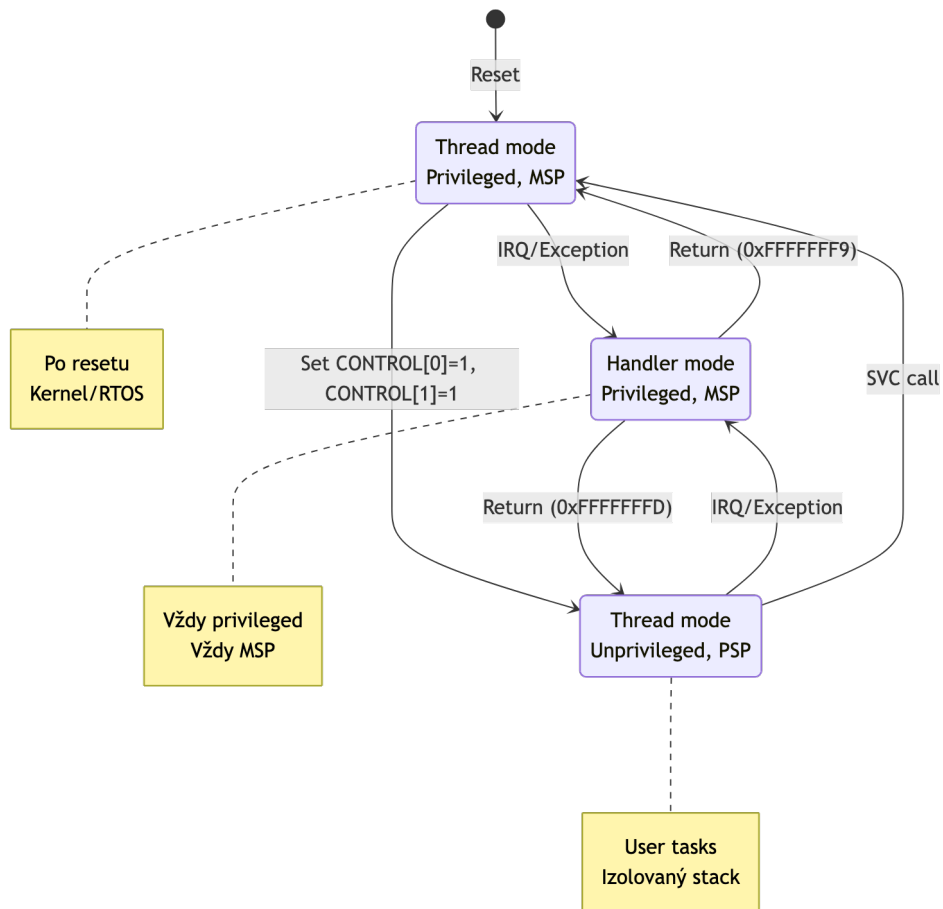 Reset
Thread mode
Privileged, MSP
IRQ/Exception
Return (0xFFFFFFF9)
Po resetu
Kernel/RTOS
Set CONTROL[0]=1,
CONTROL[1]=1
Handler mode
Privileged, MSP
SVC call
Return (0xFFFFFFFD)
IRQ/Exception
Vždy privileged
Vždy MSP
Thread mode
Unprivileged, PSP
User tasks
Izolovaný stack